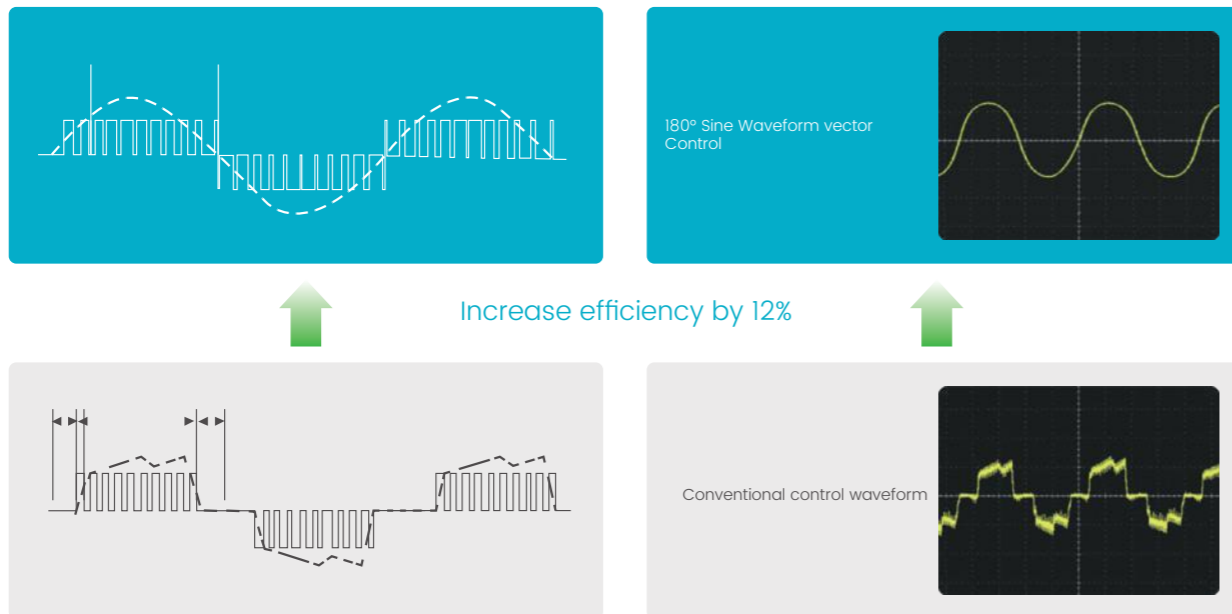 180° Sine Waveform vector
Control
Increase efficiency by 12%
Conventional control waveform